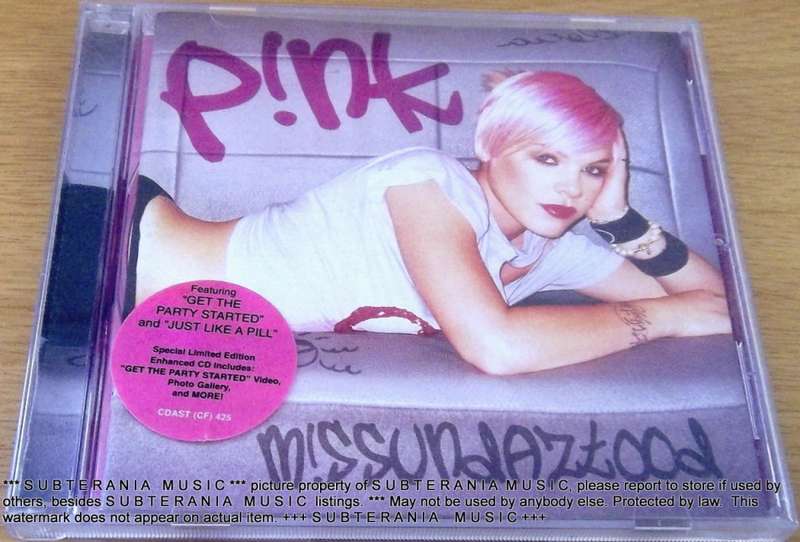 P!nk
Featuring
"GET THE
PARTY STARTED"
and "JUST LIKE A PILL"
Special Limited Edition
Enhanced CD includes:
"GET THE PARTY STARTED" Video,
Photo Gallery,
and MORE!
CDAST (CF) 425
m!ssundaztood
*** S U B T E R A N I A   M U S I C *** picture property of S U B T E R A N I A   M U S I C, please report to store if used by
others, besides S U B T E R A N I A   M U S I C listings. *** May not be used by anybody else. Protected by law.  This
watermark does not appear on actual item. +++ S U B T E R A N I A   M U S I C +++